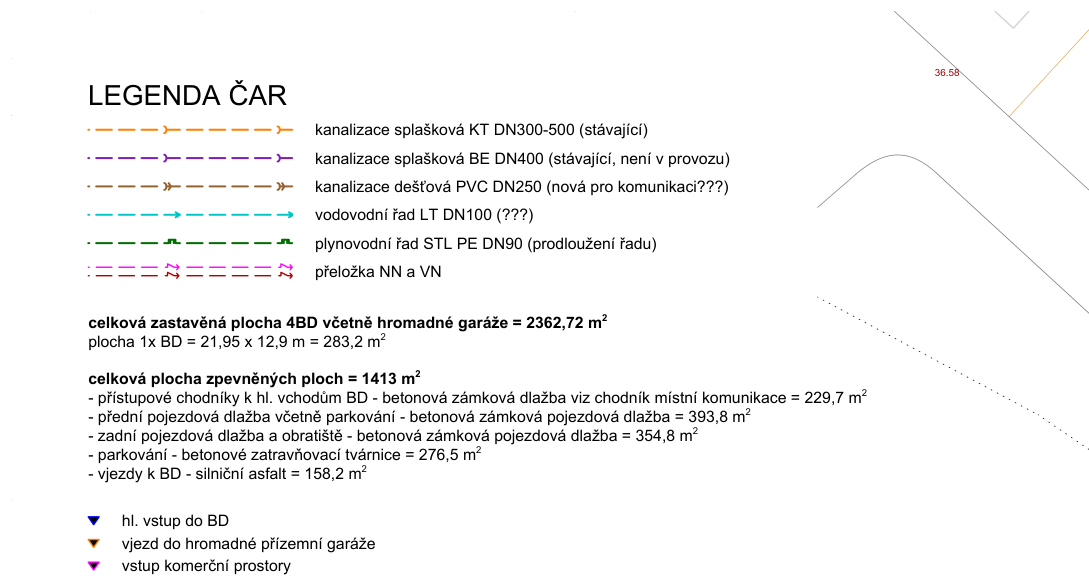 36.58
LEGENDA ČAR
kanalizace splašková KT DN300-500 (stávající)
kanalizace splašková BE DN400 (stávající, není v provozu)
kanalizace dešťová PVC DN250 (nová pro komunikaci???)
vodovodní řad LT DN100 (???)
plynovodní řad STL PE DN90 (prodloužení řadu)
přeložka NN a VN
celková zastavěná plocha 4BD včetně hromadné garáže = 2362,72 m²
plocha 1x BD = 21,95 x 12,9 m = 283,2 m²
celková plocha zpevněných ploch = 1413 m²
- přístupové chodníky k hl. vchodům BD - betonová zámková dlažba viz chodník místní komunikace = 229,7 m²
- přední pojezdová dlažba včetně parkování - betonová zámková pojezdová dlažba = 393,8 m²
- zadní pojezdová dlažba a obratiště - betonová zámková pojezdová dlažba = 354,8 m²
- parkování - betonové zatravňovací tvárnice = 276,5 m²
- vjezdy k BD - silniční asfalt = 158,2 m²
hl. vstup do BD
vjezd do hromadné přízemní garáže
vstup komerční prostory